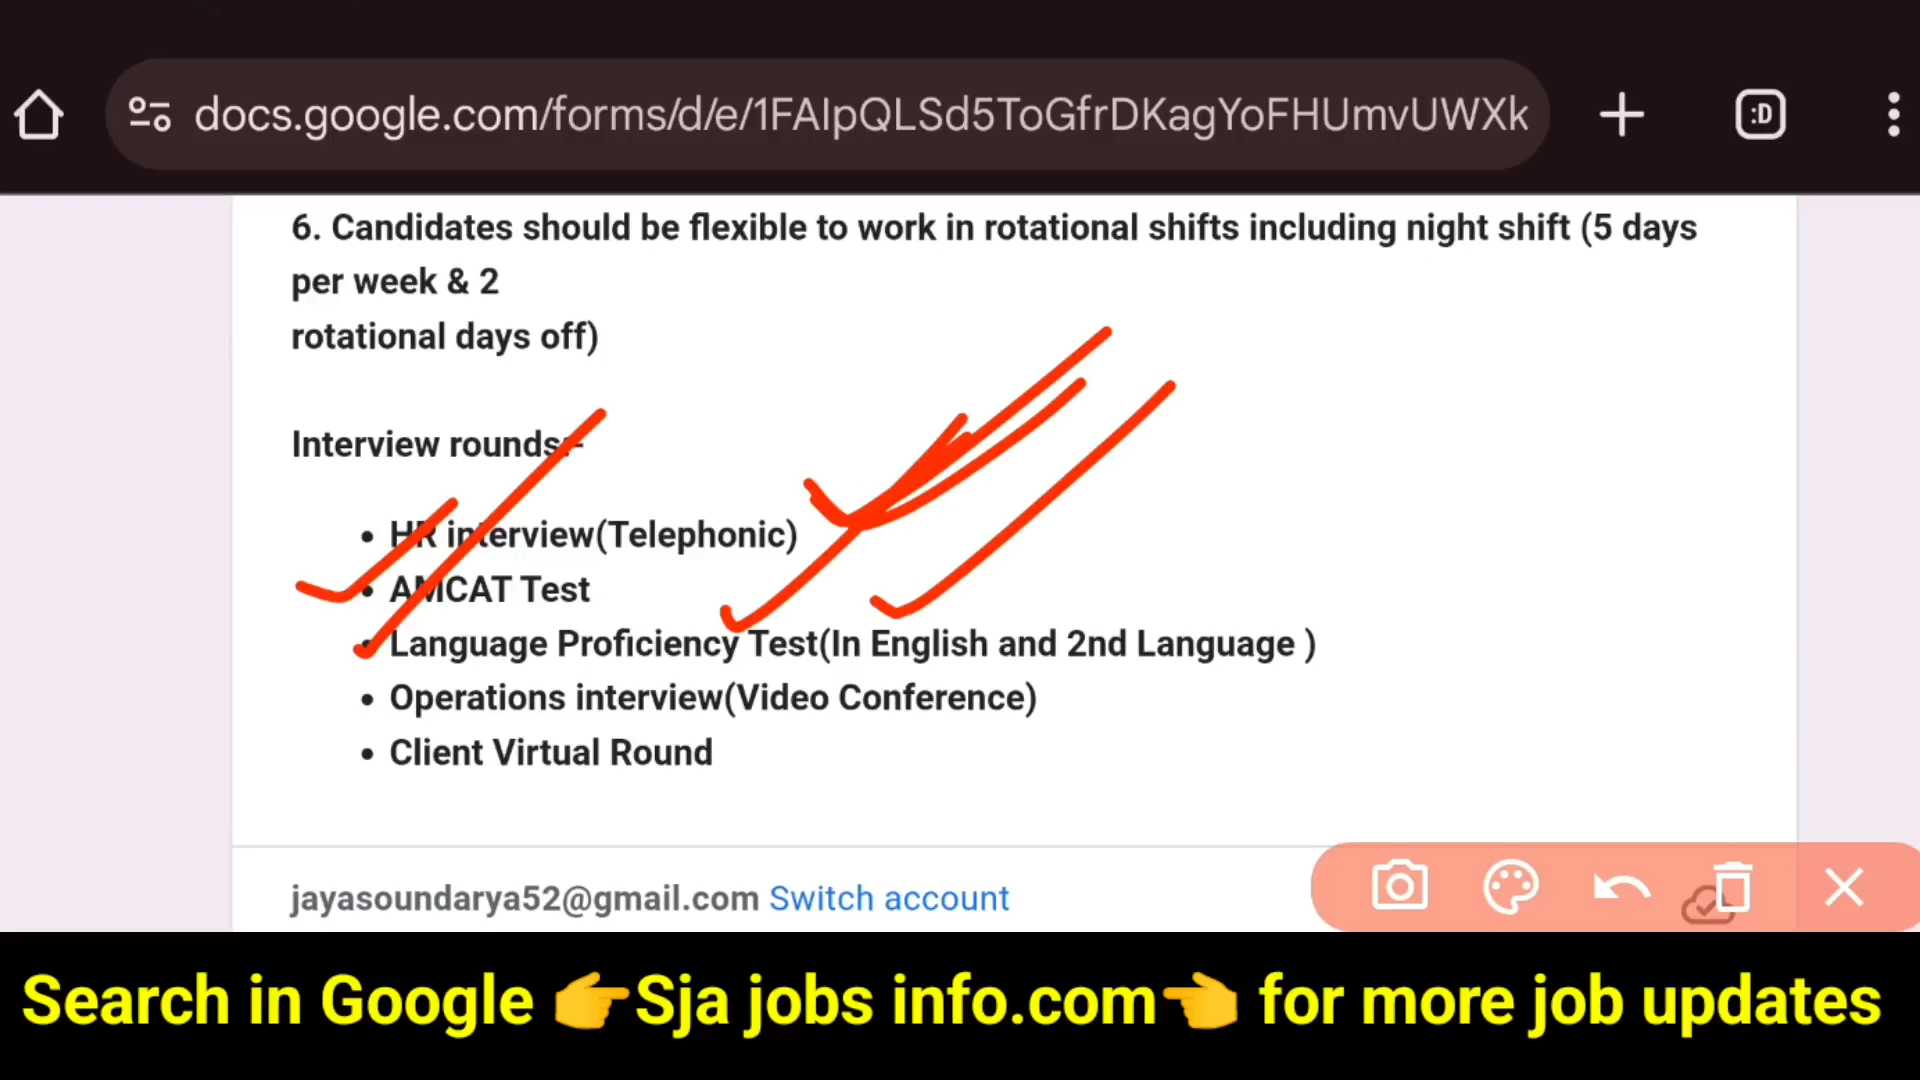 docs.google.com/forms/d/e/1FAIpQLSd5ToGfrDKagYoFHUmvUWXk
:D
6. Candidates should be flexible to work in rotational shifts including night shift (5 days
per week & 2
rotational days off)
Interview rounds:-
• HR interview(Telephonic)
• AMCAT Test
• Language Proficiency Test(In English and 2nd Language )
• Operations interview(Video Conference)
• Client Virtual Round
jayasoundarya52@gmail.com Switch account
Search in Google 👉Sja jobs info.com👈 for more job updates